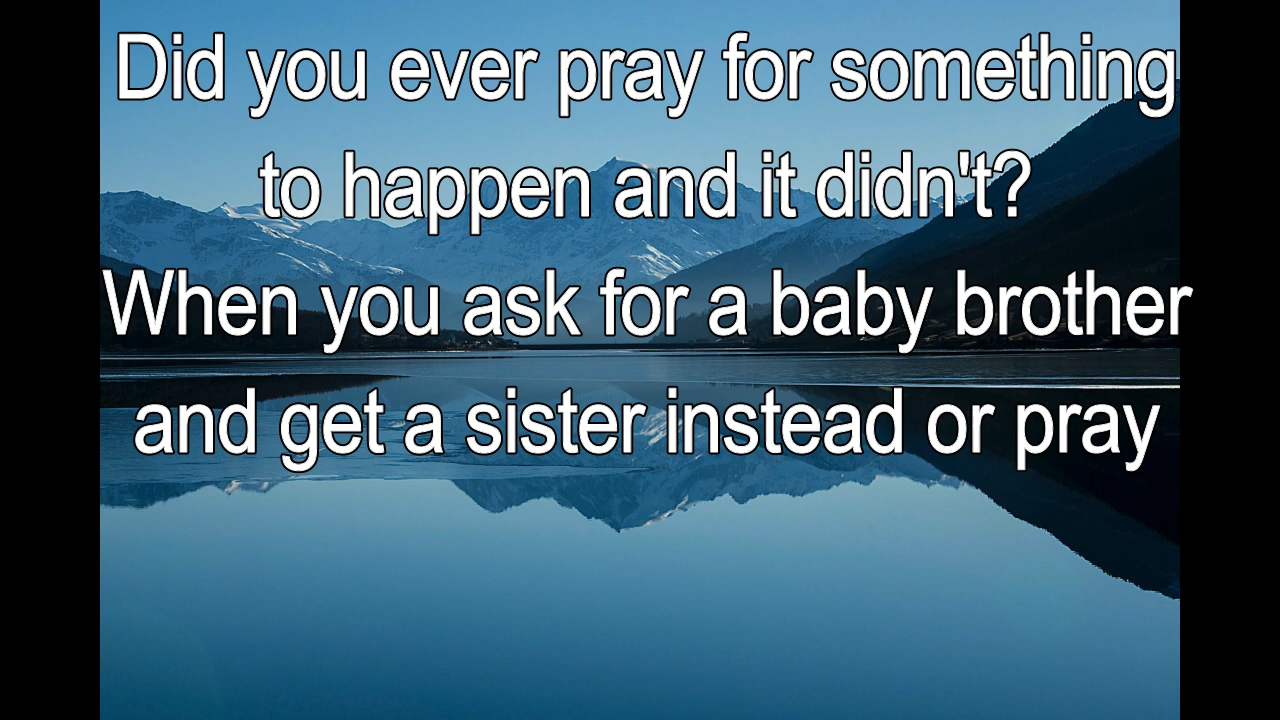 Did you ever pray for something
to happen and it didn't?
When you ask for a baby brother
and get a sister instead or pray